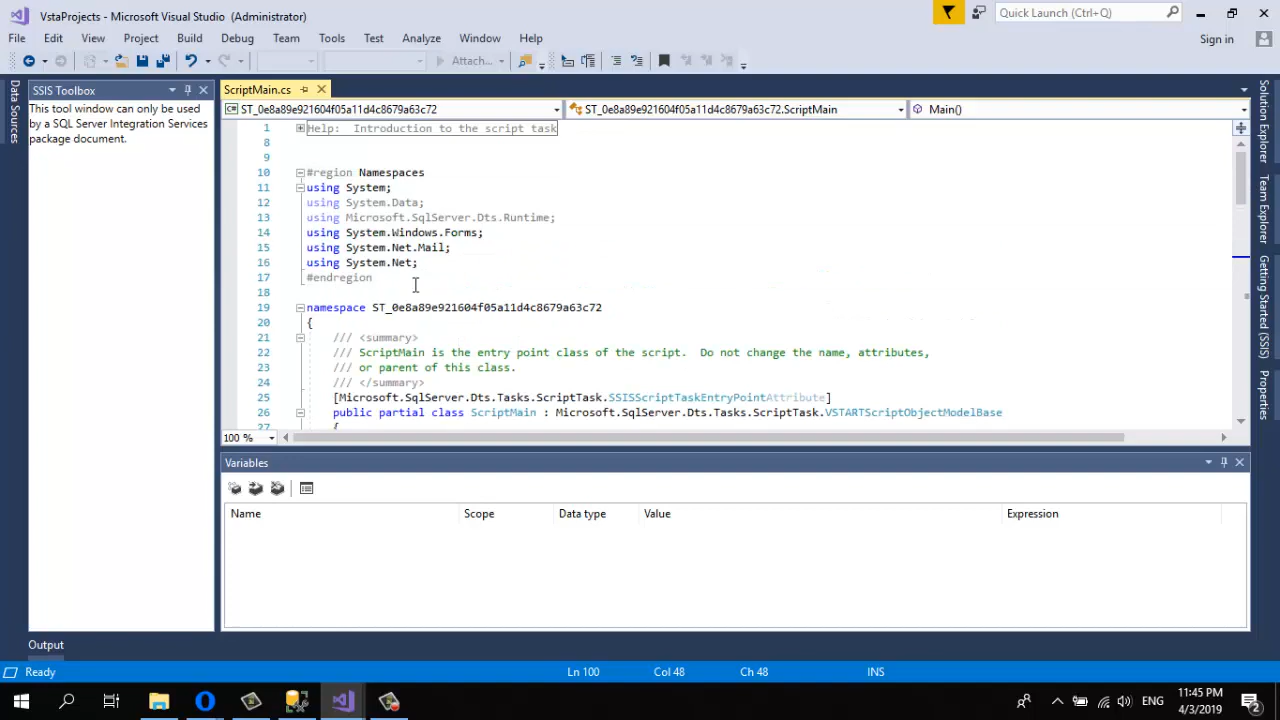 VstaProjects - Microsoft Visual Studio (Administrator)
Quick Launch (Ctrl+Q)
File Edit View Project Build Debug Team Tools Test Analyze Window Help
Sign in
Attach...
Data Sources
SSIS Toolbox
This tool window can only be used
by a SQL Server Integration Services
package document.
ScriptMain.cs
ST_0e8a89e921604f05a11d4c8679a63c72
ST_0e8a89e921604f05a11d4c8679a63c72.ScriptMain
Main()
1 Help: Introduction to the script task
8
9
10 #region Namespaces
11 using System;
12 using System.Data;
13 using Microsoft.SqlServer.Dts.Runtime;
14 using System.Windows.Forms;
15 using System.Net.Mail;
16 using System.Net;
17 #endregion
18
19 namespace ST_0e8a89e921604f05a11d4c8679a63c72
20 {
21 /// <summary>
22 /// ScriptMain is the entry point class of the script.  Do not change the name, attributes,
23 /// or parent of this class.
24 /// </summary>
25 [Microsoft.SqlServer.Dts.Tasks.ScriptTask.SSISScriptTaskEntryPointAttribute]
26 public partial class ScriptMain : Microsoft.SqlServer.Dts.Tasks.ScriptTask.VSTARTScriptObjectModelBase
27 {
100 %
Solution Explorer
Team Explorer
Getting Started (SSIS)
Properties
Variables
Name Scope Data type Value Expression
Output
Ready Ln 100 Col 48 Ch 48 INS
ENG
11:45 PM
4/3/2019
2